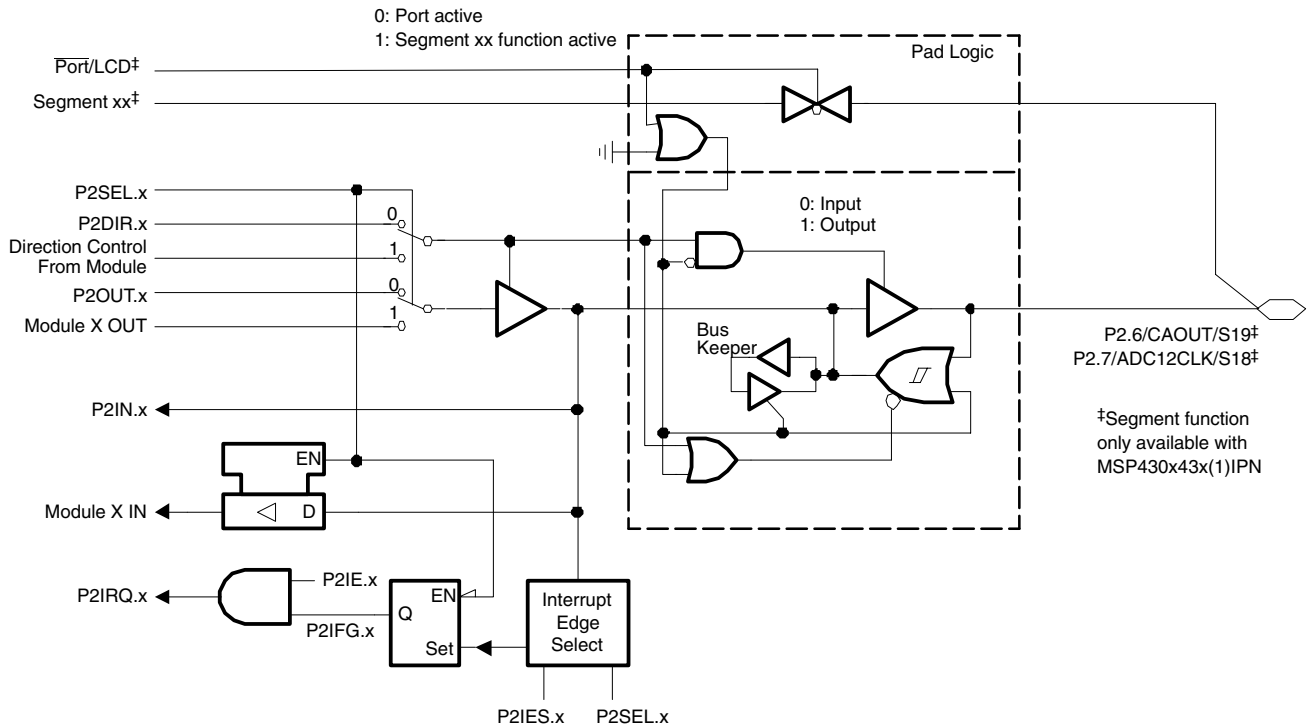 0: Port active
1: Segment xx function active
Pad Logic
Port/LCD‡
Segment xx‡
P2SEL.x
P2DIR.x
0
Direction Control
From Module
1
P2OUT.x
0
Module X OUT
1
0: Input
1: Output
Bus
Keeper
P2.6/CAOUT/S19‡
P2.7/ADC12CLK/S18‡
‡Segment function
only available with
MSP430x43x(1)IPN
P2IN.x
EN
Module X IN
D
P2IRQ.x
P2IE.x
P2IFG.x
Q
EN
Set
Interrupt
Edge
Select
P2IES.x
P2SEL.x